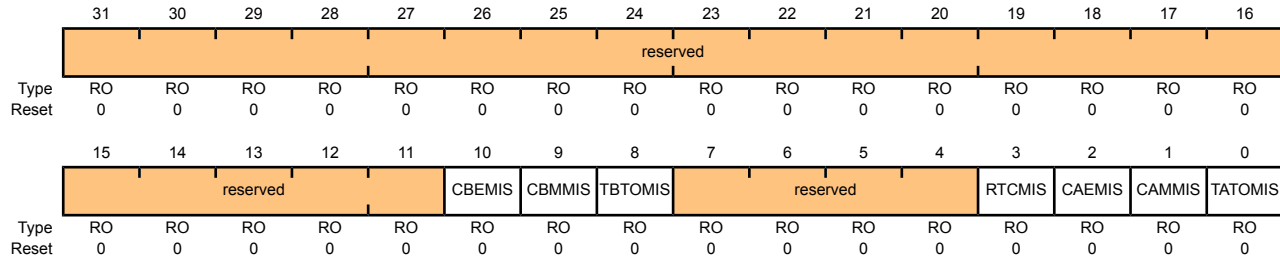 31 30 29 28 27 26 25 24 23 22 21 20 19 18 17 16
reserved
Type RO RO RO RO RO RO RO RO RO RO RO RO RO RO RO RO
Reset 0 0 0 0 0 0 0 0 0 0 0 0 0 0 0 0
15 14 13 12 11 10 9 8 7 6 5 4 3 2 1 0
reserved CBEMIS CBMMIS TBTOMIS reserved RTCMIS CAEMIS CAMMIS TATOMIS
Type RO RO RO RO RO RO RO RO RO RO RO RO RO RO RO RO
Reset 0 0 0 0 0 0 0 0 0 0 0 0 0 0 0 0